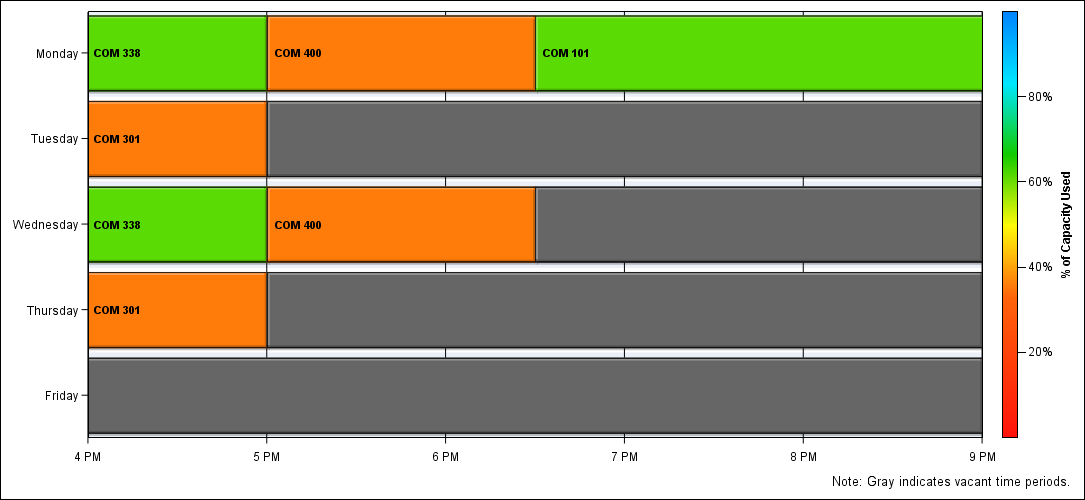 Monday
COM 338
COM 400
COM 101
Tuesday
COM 301
Wednesday
COM 338
COM 400
Thursday
COM 301
Friday
4 PM
5 PM
6 PM
7 PM
8 PM
9 PM
80%
60%
40%
20%
% of Capacity Used
Note: Gray indicates vacant time periods.